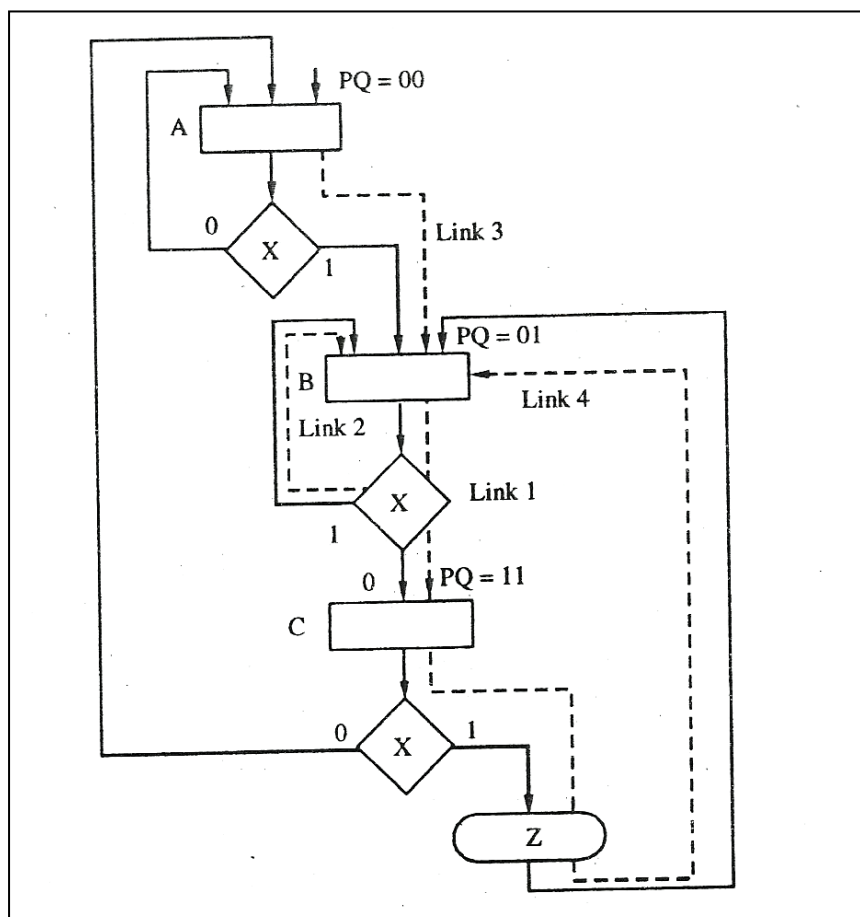 PQ = 00
A
0
X
1
Link 3
PQ = 01
B
Link 4
Link 2
X
Link 1
1
0
PQ = 11
C
0
X
1
Z